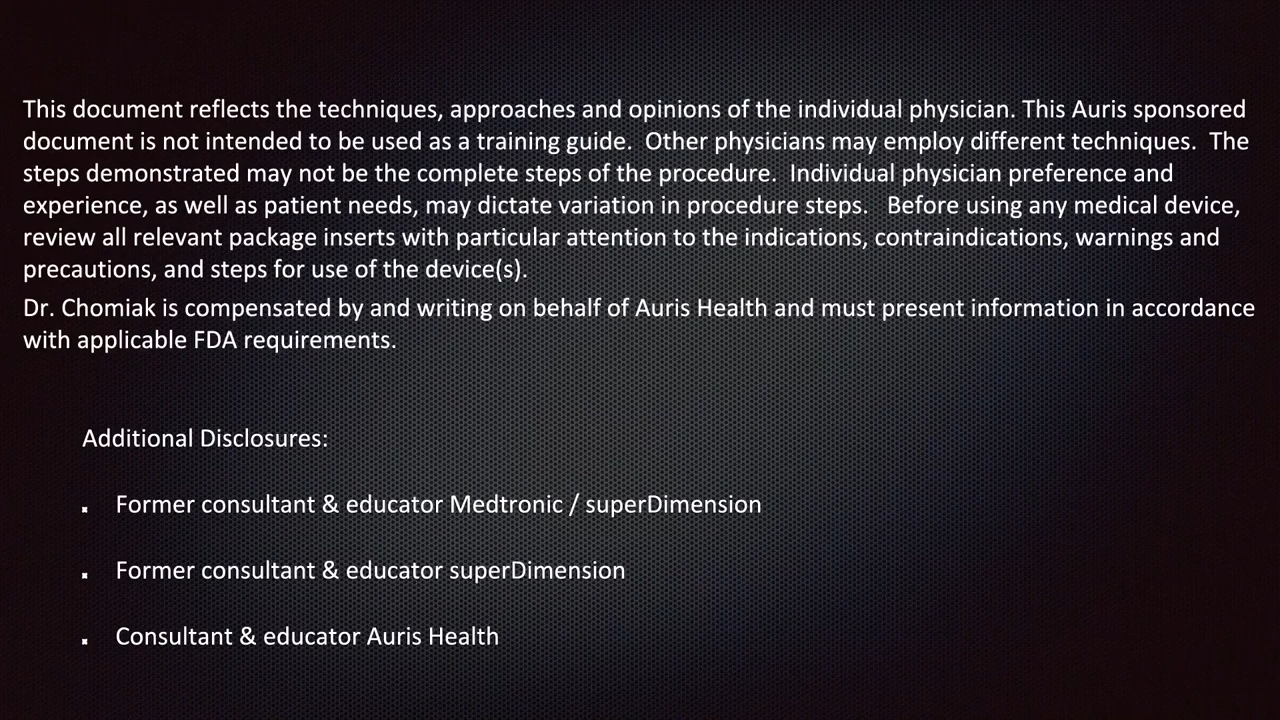 This document reflects the techniques, approaches and opinions of the individual physician. This Auris sponsored
document is not intended to be used as a training guide.  Other physicians may employ different techniques.  The
steps demonstrated may not be the complete steps of the procedure.  Individual physician preference and
experience, as well as patient needs, may dictate variation in procedure steps.   Before using any medical device,
review all relevant package inserts with particular attention to the indications, contraindications, warnings and
precautions, and steps for use of the device(s).
Dr. Chomiak is compensated by and writing on behalf of Auris Health and must present information in accordance
with applicable FDA requirements.
Additional Disclosures:
▪ Former consultant & educator Medtronic / superDimension
▪ Former consultant & educator superDimension
▪ Consultant & educator Auris Health